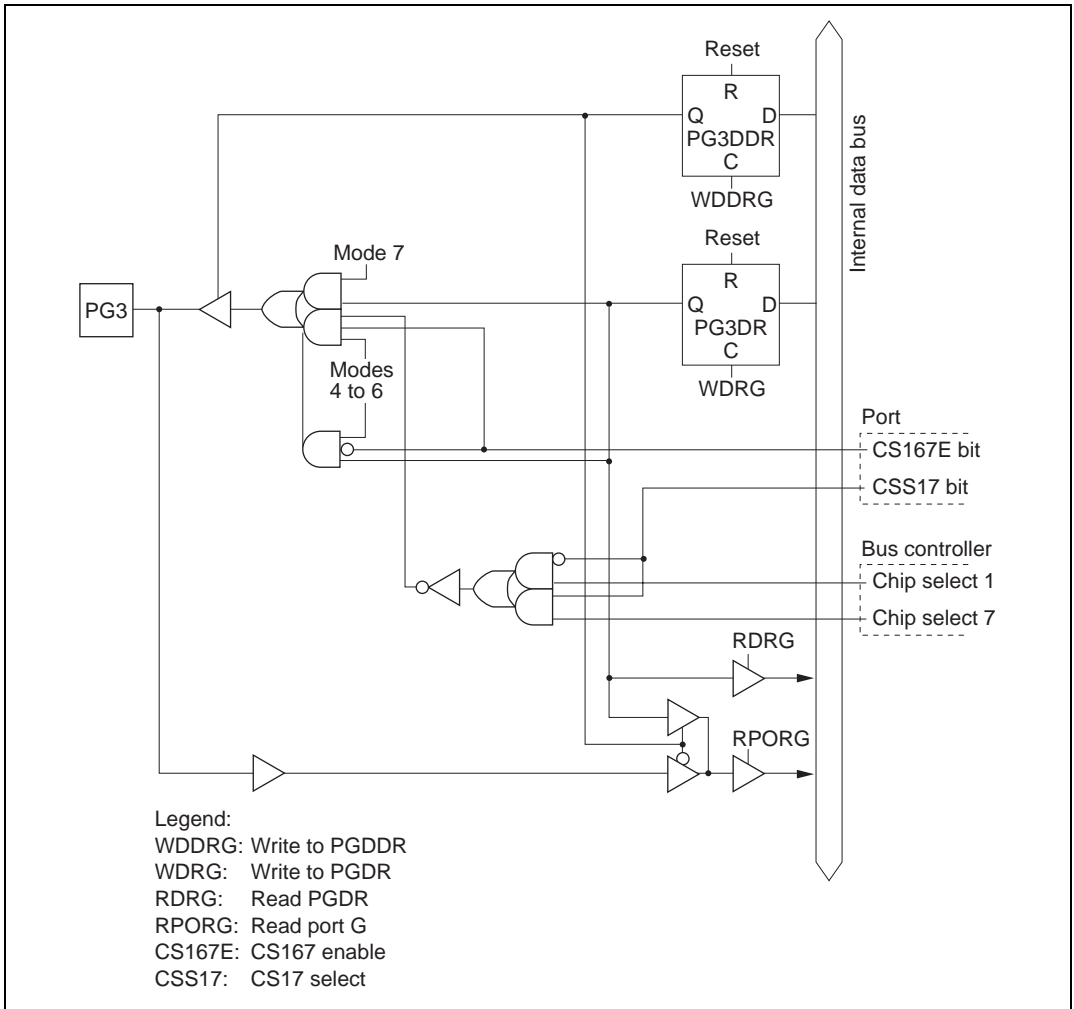 Reset
R
Q D
PG3DDR
C
WDDRG
Internal data bus
Reset
R
Q D
PG3DR
C
WDRG
Mode 7
PG3
Modes
4 to 6
Port
CS167E bit
CSS17 bit
Bus controller
Chip select 1
Chip select 7
RDRG
RPORG
Legend:
WDDRG: Write to PGDDR
WDRG: Write to PGDR
RDRG: Read PGDR
RPORG: Read port G
CS167E: CS167 enable
CSS17: CS17 select